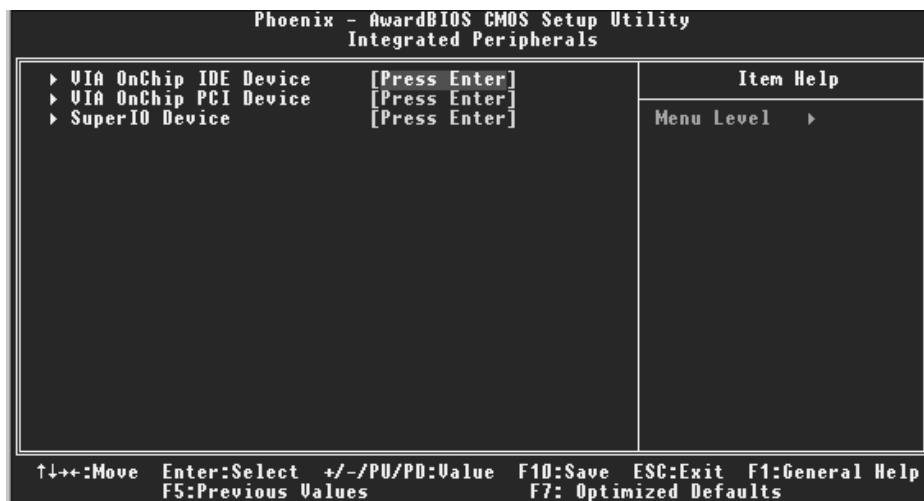 Phoenix - AwardBIOS CMOS Setup Utility
Integrated Peripherals
▸ VIA OnChip IDE Device [Press Enter]
▸ VIA OnChip PCI Device [Press Enter]
▸ SuperIO Device [Press Enter]
Item Help
Menu Level ▸
↑↓→←:Move Enter:Select +/-/PU/PD:Value F10:Save ESC:Exit F1:General Help
F5:Previous Values F7: Optimized Defaults